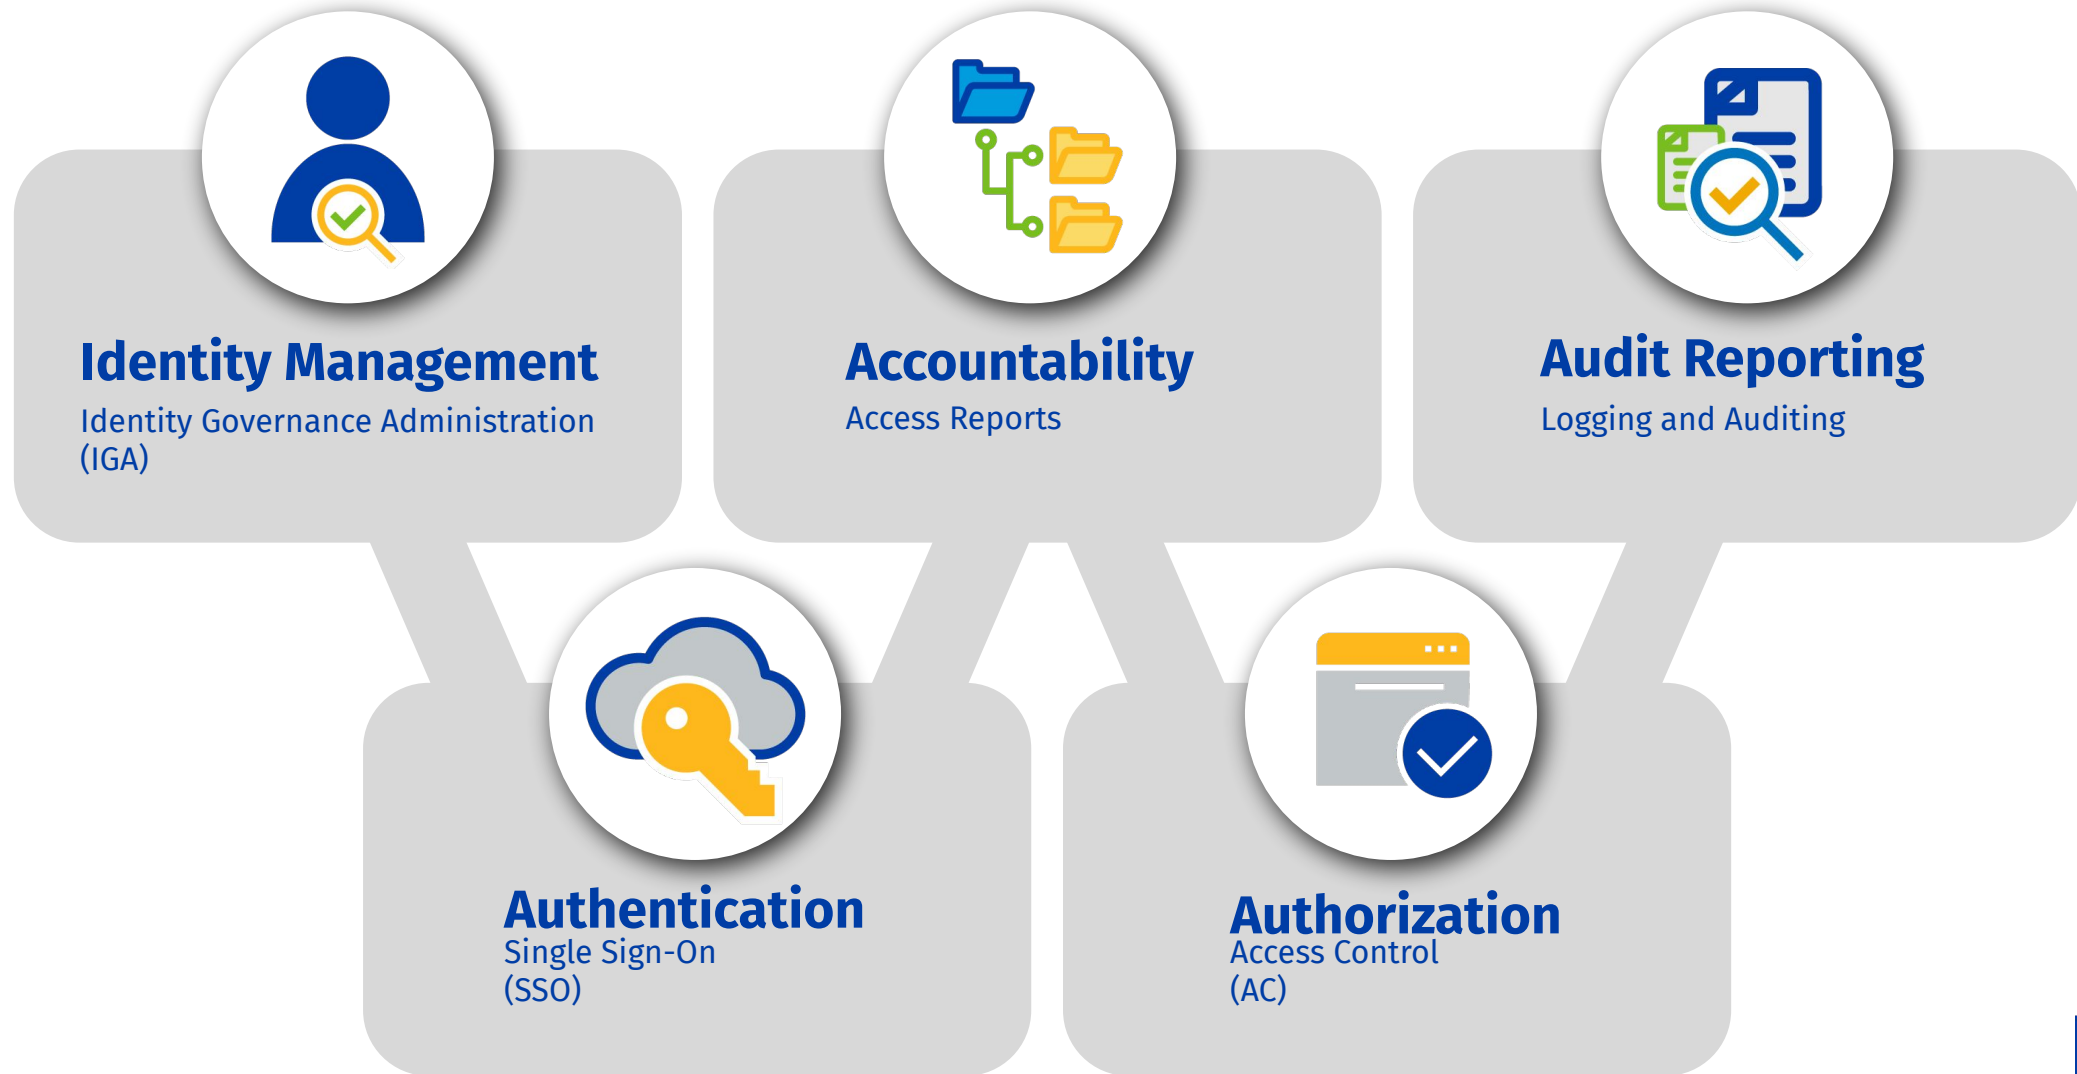 Identity Management
Identity Governance Administration
(IGA)
Accountability
Access Reports
Audit Reporting
Logging and Auditing
Authentication
Single Sign-On
(SSO)
Authorization
Access Control
(AC)